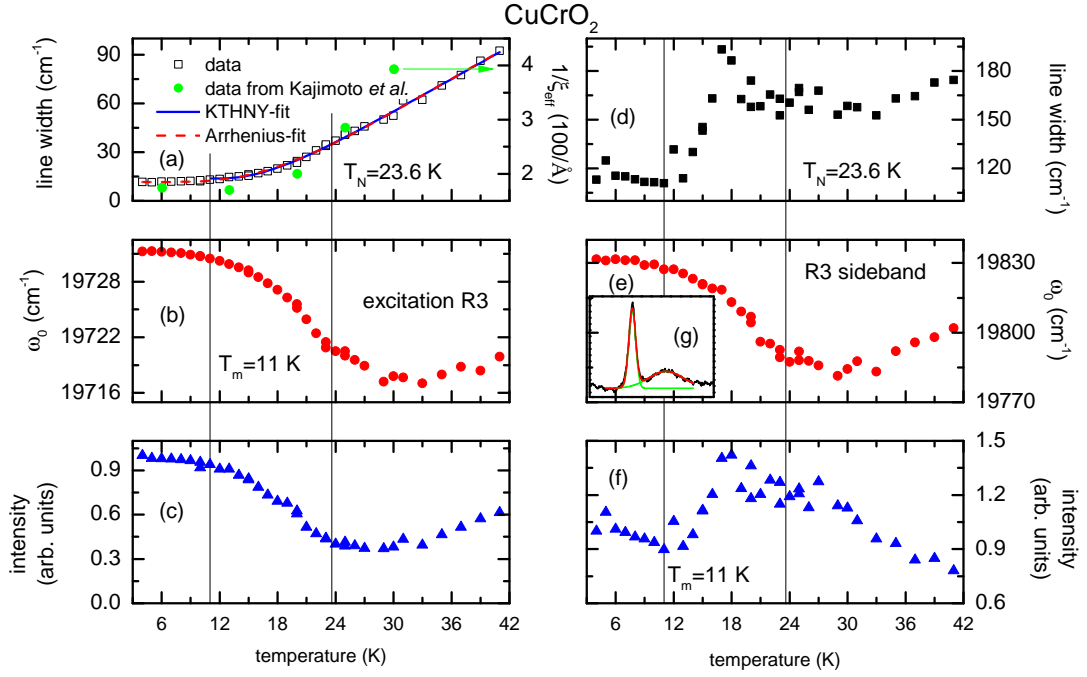 CuCrO2
line width (cm-1)
90
60
30
0
data
data from Kajimoto et al.
KTHNY-fit
Arrhenius-fit
(a)
TN=23.6 K
4
3
2
1/ξeff (100/Å)
2
(d)
TN=23.6 K
180
150
120
line width (cm-1)
ω0 (cm-1)
19728
19722
19716
(b)
excitation R3
Tm=11 K
(e)
R3 sideband
(g)
19830
19800
19770
ω0 (cm-1)
intensity
(arb. units)
0.9
0.6
0.3
0.0
(c)
(f)
Tm=11 K
1.5
1.2
0.9
0.6
intensity
(arb. units)
6 12 18 24 30 36 42
temperature (K)
6 12 18 24 30 36 42
temperature (K)